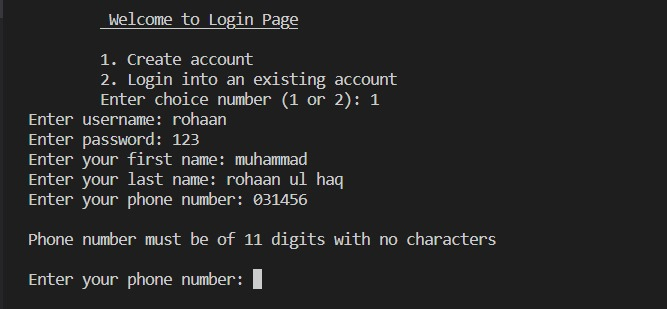 Welcome to Login Page
1. Create account
2. Login into an existing account
Enter choice number (1 or 2): 1
Enter username: rohaan
Enter password: 123
Enter your first name: muhammad
Enter your last name: rohaan ul haq
Enter your phone number: 031456
Phone number must be of 11 digits with no characters
Enter your phone number: